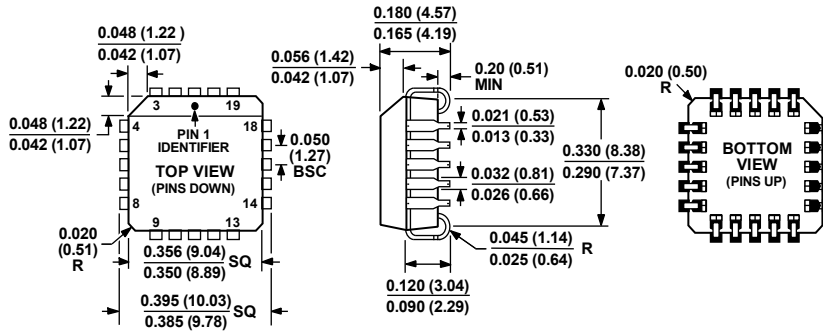 0.048 (1.22 )
0.042 (1.07)
0.048 (1.22)
0.042 (1.07)
3
19
4
18
PIN 1
IDENTIFIER
TOP VIEW
(PINS DOWN)
8
14
9
13
0.050
(1.27)
BSC
0.020
(0.51)
R
0.356 (9.04)
0.350 (8.89)
SQ
0.395 (10.03)
0.385 (9.78)
SQ
0.180 (4.57)
0.165 (4.19)
0.056 (1.42)
0.042 (1.07)
0.20 (0.51)
MIN
0.021 (0.53)
0.013 (0.33)
0.032 (0.81)
0.026 (0.66)
0.330 (8.38)
0.290 (7.37)
0.045 (1.14)
0.025 (0.64)
R
0.120 (3.04)
0.090 (2.29)
0.020 (0.50)
R
BOTTOM
VIEW
(PINS UP)